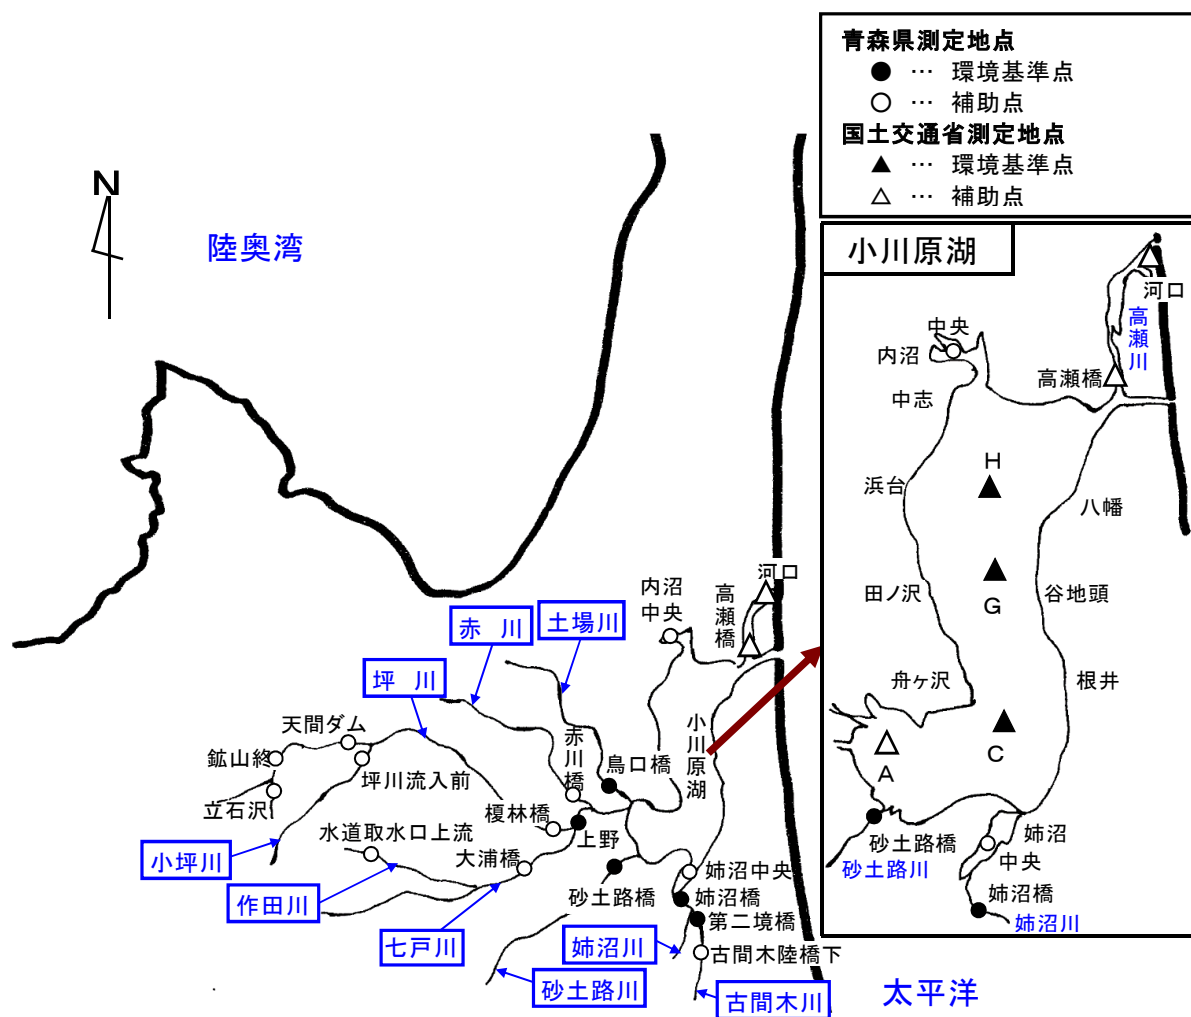 青森県測定地点
● … 環境基準点
○ … 補助点
国土交通省測定地点
▲ … 環境基準点
△ … 補助点
N
陸奥湾
小川原湖
河口
高瀬川
中央
内沼
高瀬橋
中志
H
浜台
八幡
G
田ノ沢
谷地頭
舟ヶ沢
根井
A
C
砂土路橋
砂土路川
姉沼
中央
姉沼橋
姉沼川
河口
内沼
中央
高瀬橋
赤 川
土場川
坪 川
天間ダム
鉱山終
坪川流入前
立石沢
赤川橋
鳥口橋
小川原湖
榎林橋
上野
小坪川
水道取水口上流
大浦橋
作田川
七戸川
砂土路橋
姉沼中央
姉沼橋
第二境橋
姉沼川
古間木陸橋下
砂土路川
古間木川
太平洋